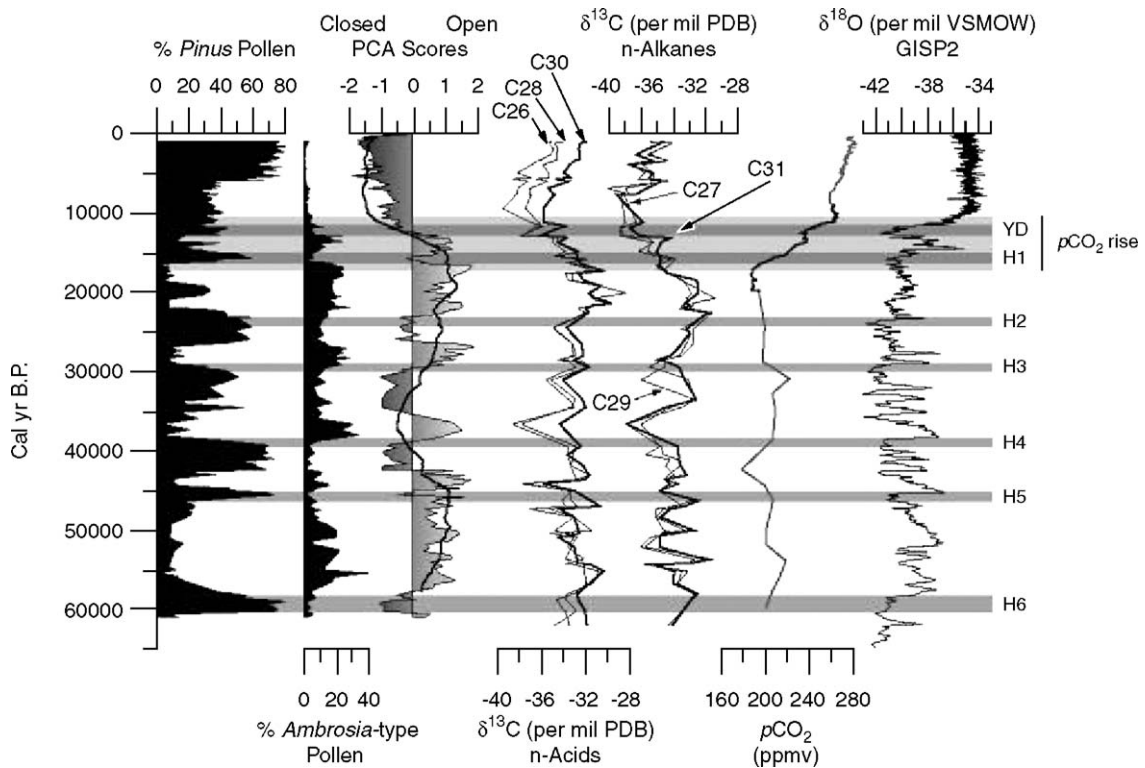 Closed Open
% Pinus Pollen
PCA Scores
δ13C (per mil PDB)
n-Alkanes
δ18O (per mil VSMOW)
GISP2
0 20 40 60 80
-2 -1 0 1 2
C26
C28
C30
-40 -36 -32 -28
-41 -38 -34
0
10000
20000
30000
40000
50000
60000
Cal yr B.P.
C27
C31
C29
YD
H1
pCO2 rise
H2
H3
H4
H5
H6
0 20 40
% Ambrosia-type
Pollen
-40 -36 -32 -28
δ13C (per mil PDB)
n-Acids
160 200 240 280
pCO2
(ppmv)